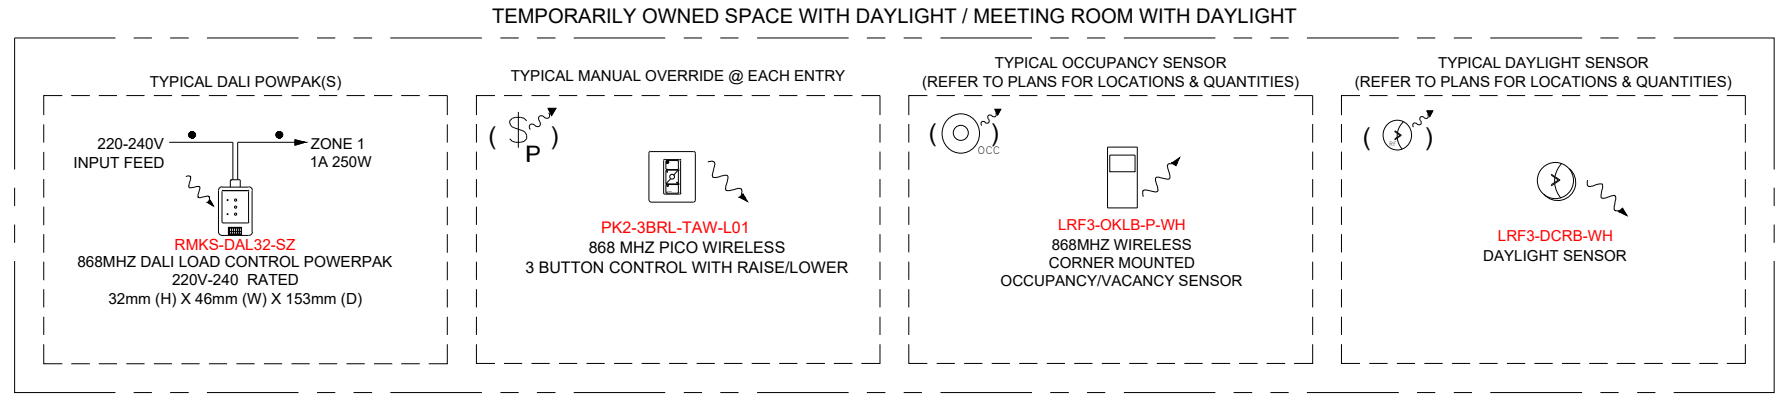 TEMPORARILY OWNED SPACE WITH DAYLIGHT / MEETING ROOM WITH DAYLIGHT
TYPICAL DALI POWPAK(S)
220-240V
INPUT FEED
ZONE 1
1A 250W
RMKS-DAL32-SZ
868MHZ DALI LOAD CONTROL POWERPAK
220V-240 RATED
32mm (H) X 46mm (W) X 153mm (D)
TYPICAL MANUAL OVERRIDE @ EACH ENTRY
( $ )
P
PK2-3BRL-TAW-L01
868 MHZ PICO WIRELESS
3 BUTTON CONTROL WITH RAISE/LOWER
TYPICAL OCCUPANCY SENSOR
(REFER TO PLANS FOR LOCATIONS & QUANTITIES)
( )
OCC
LRF3-OKLB-P-WH
868MHZ WIRELESS
CORNER MOUNTED
OCCUPANCY/VACANCY SENSOR
TYPICAL DAYLIGHT SENSOR
(REFER TO PLANS FOR LOCATIONS & QUANTITIES)
( )
LRF3-DCRB-WH
DAYLIGHT SENSOR